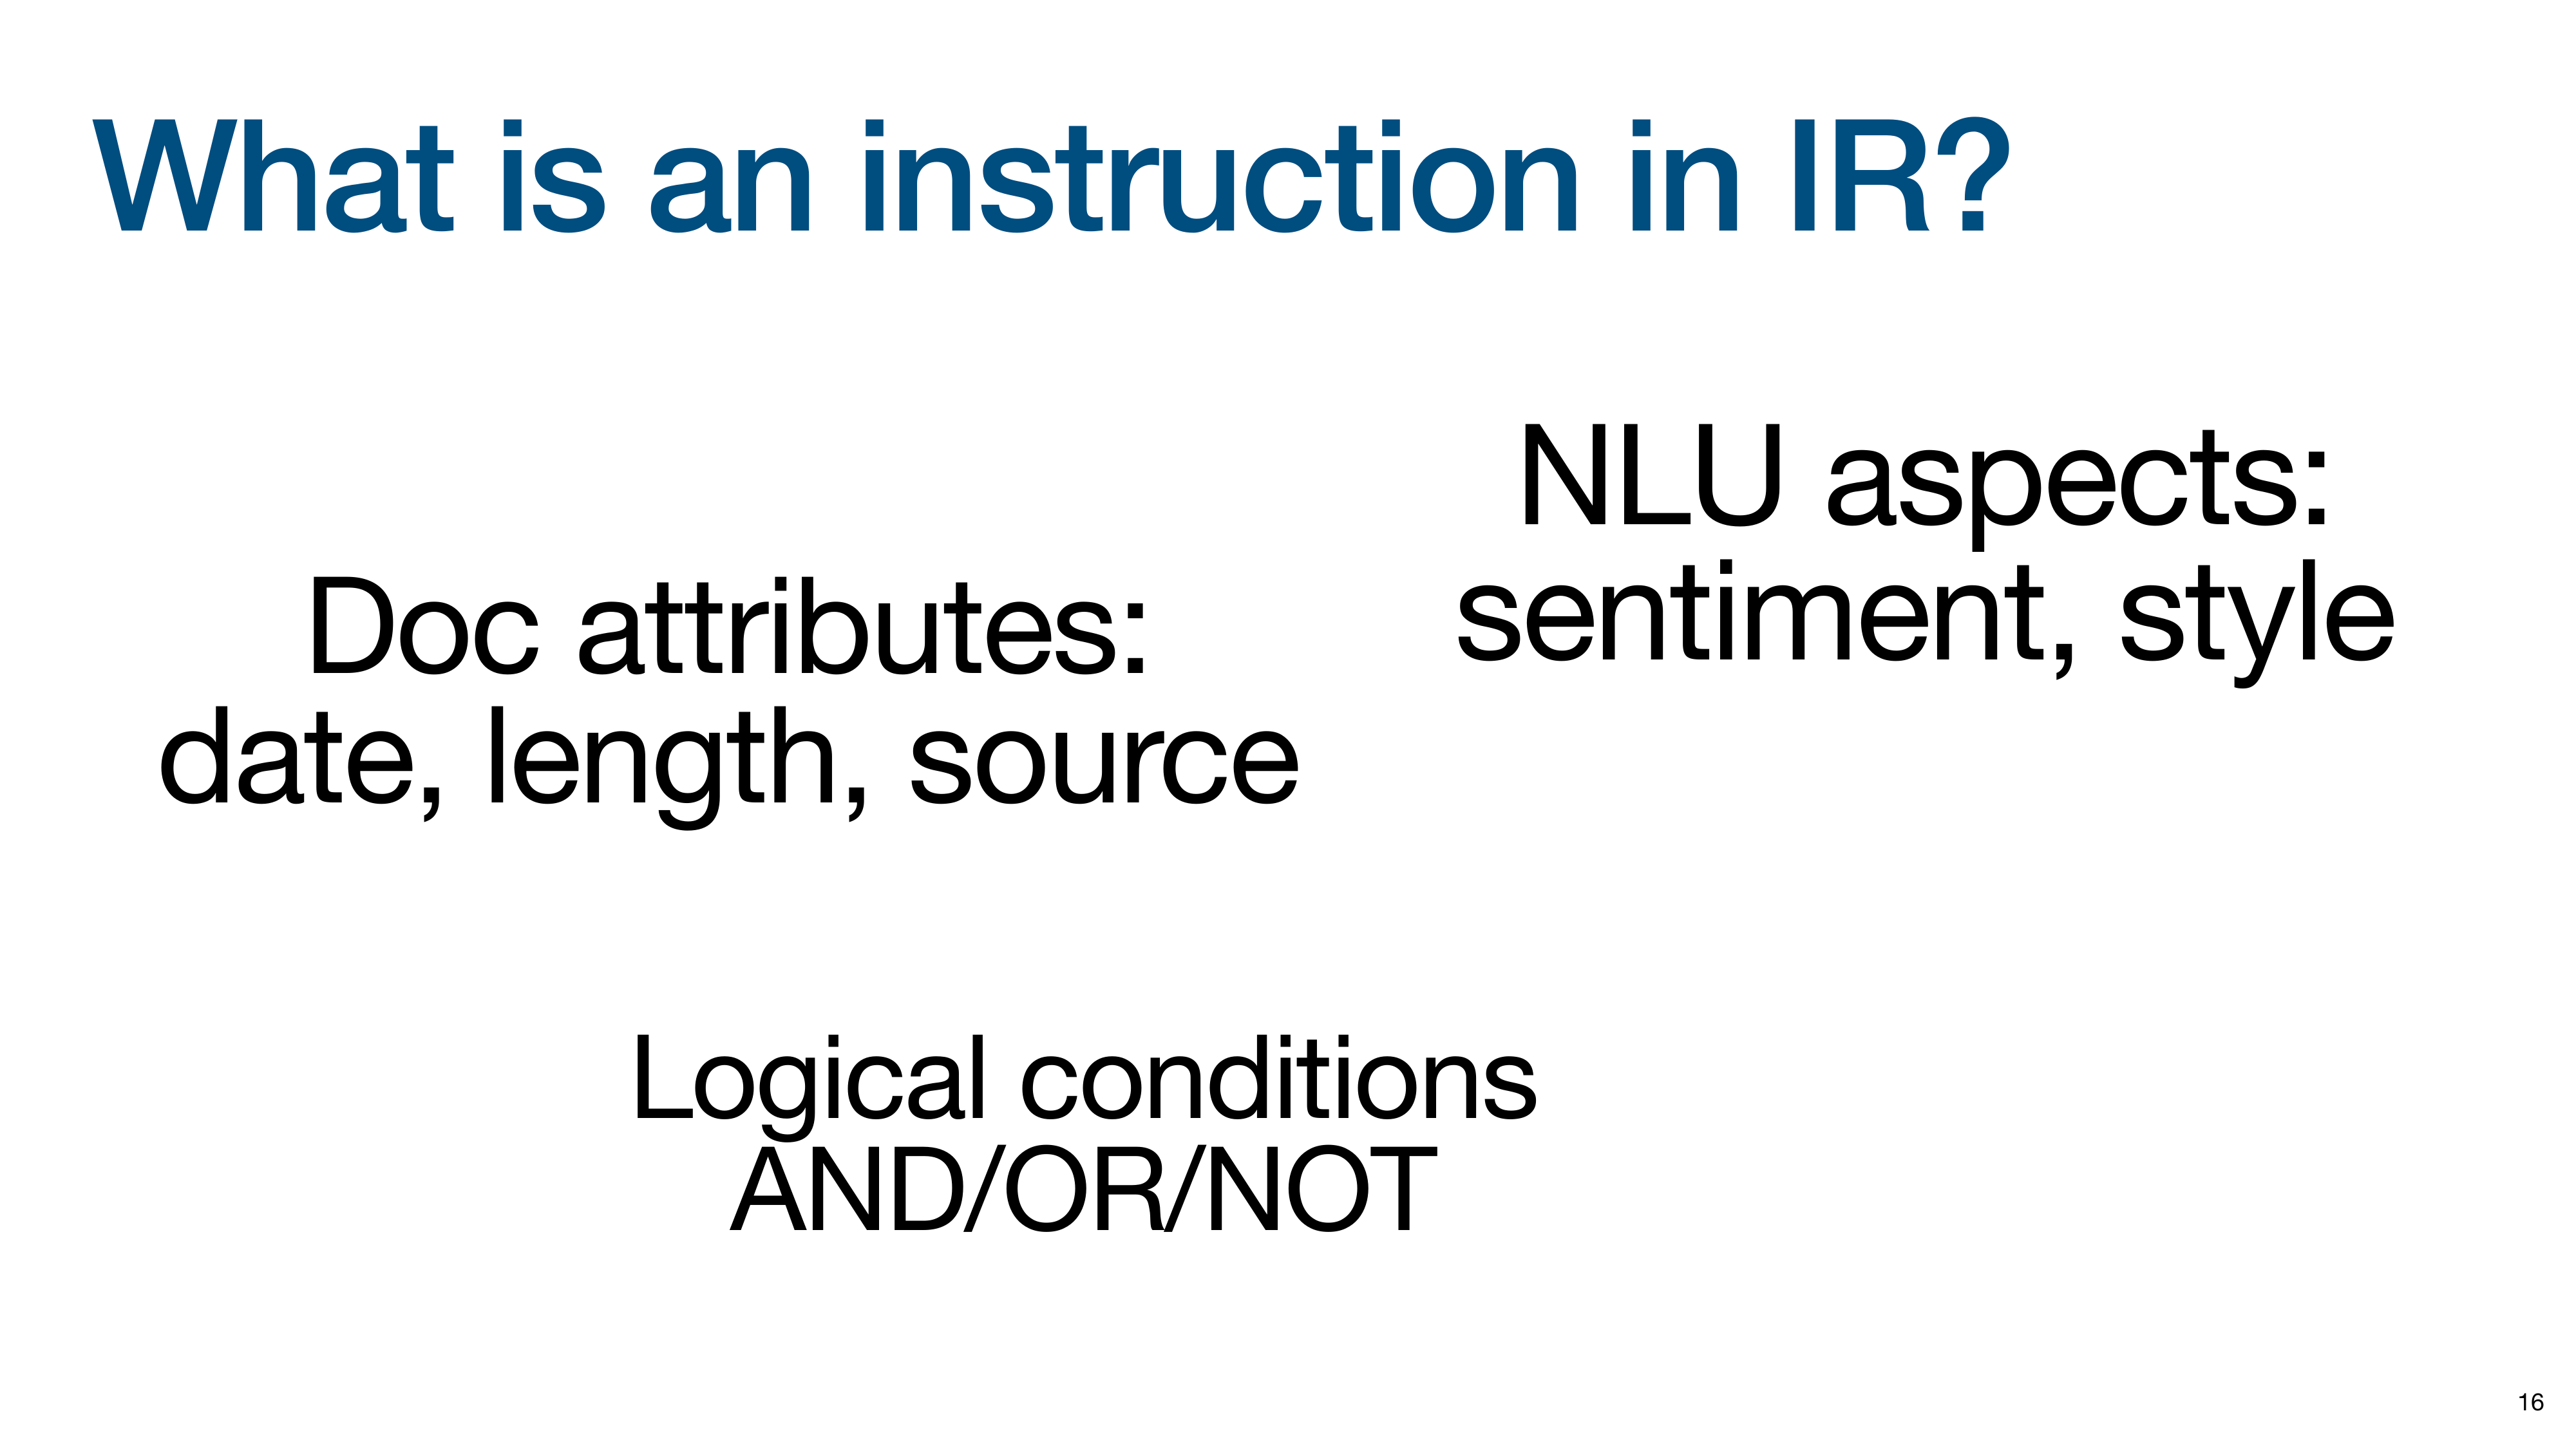 What is an instruction in IR?
NLU aspects:
sentiment, style
Doc attributes:
date, length, source
Logical conditions
AND/OR/NOT
16